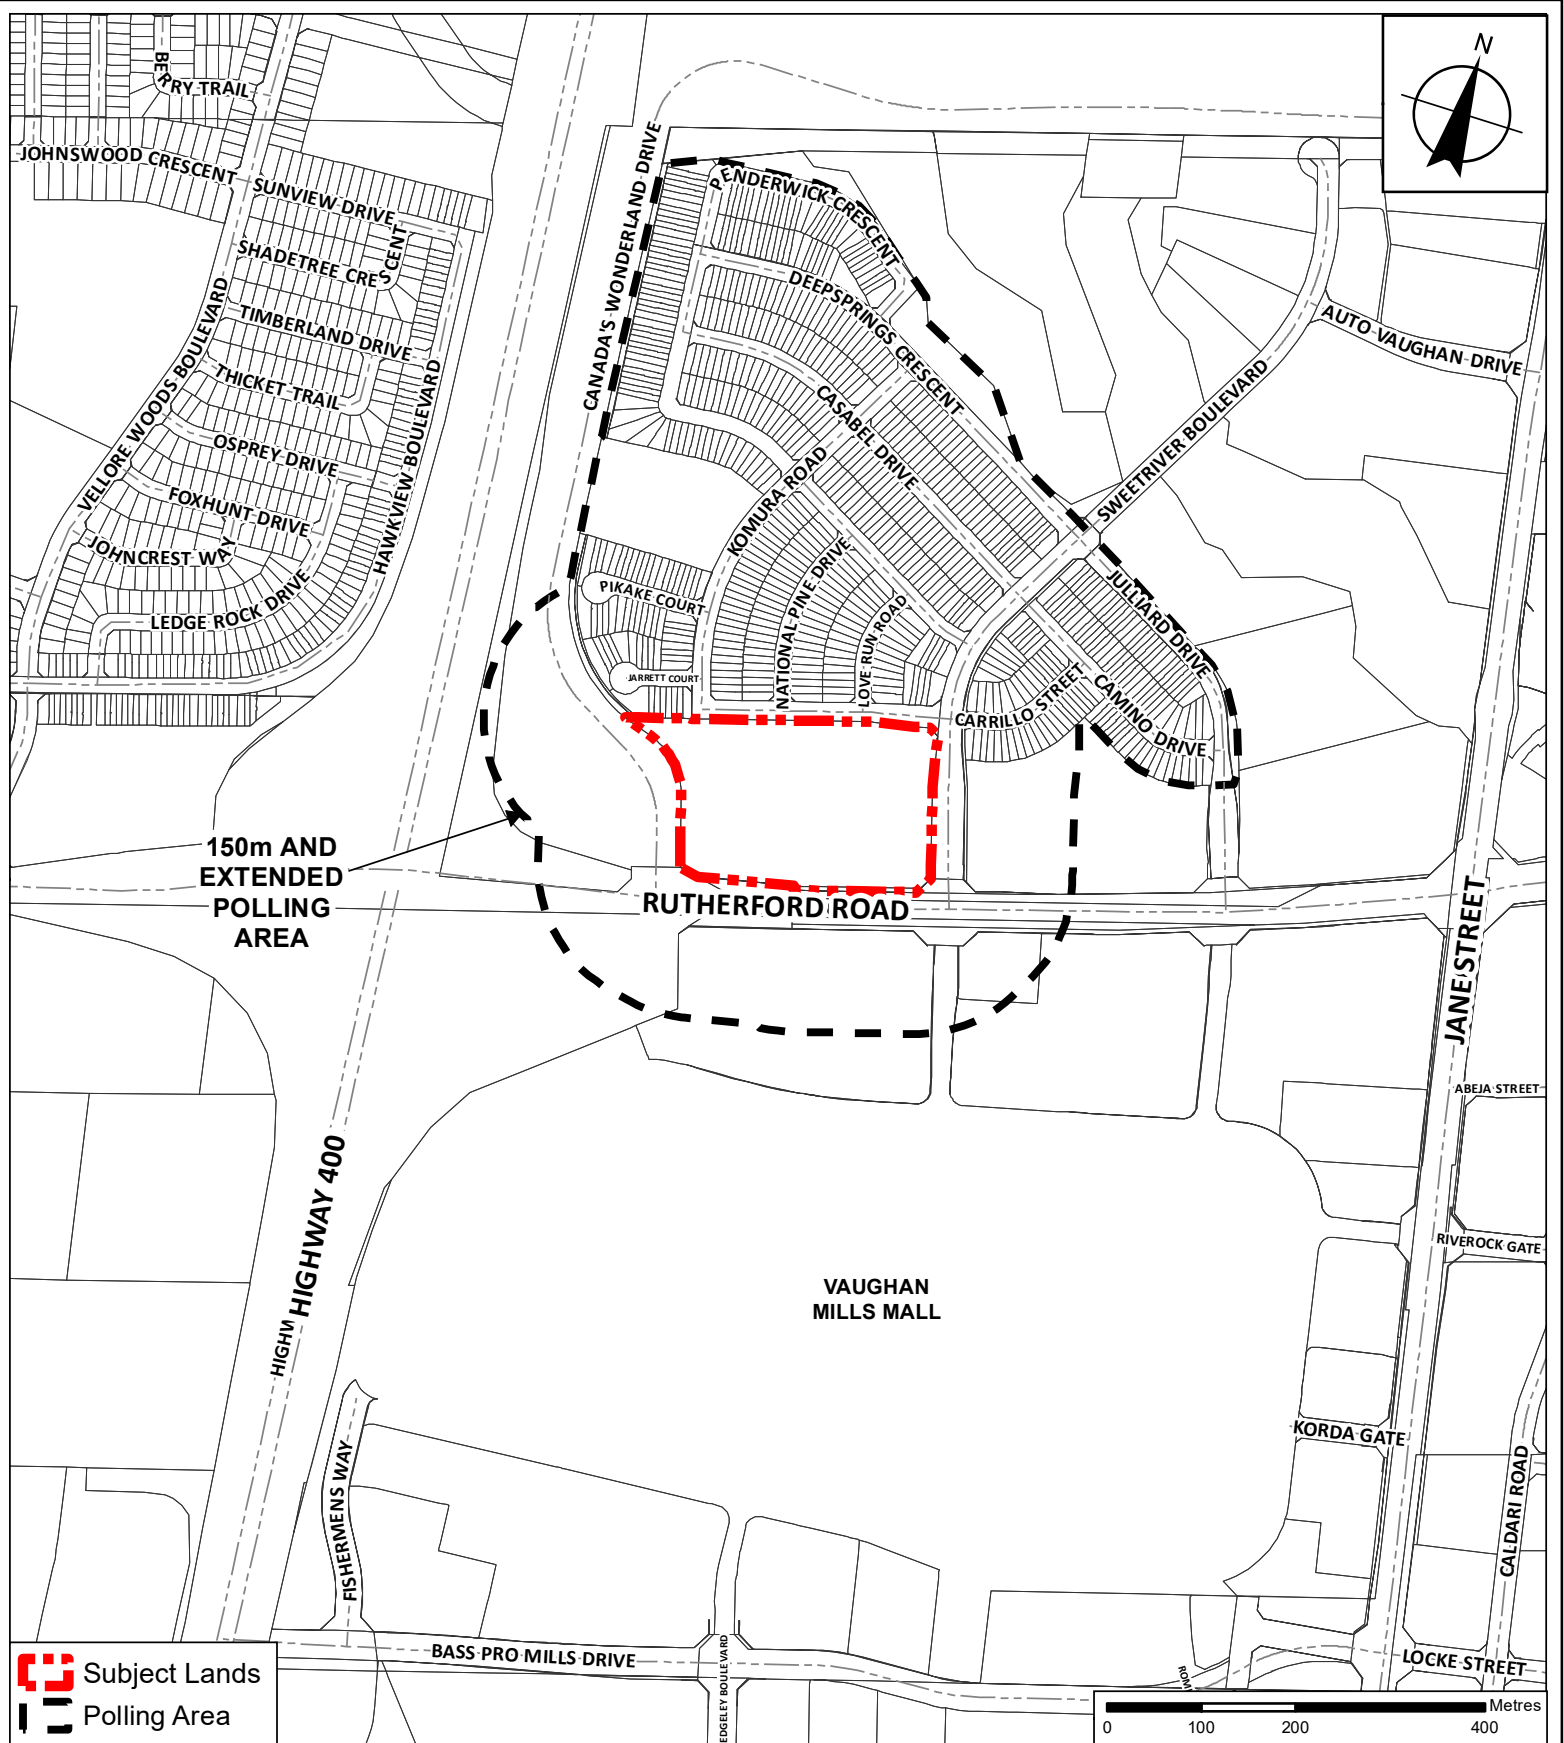 N
BERRY TRAIL
JOHNSWOOD CRESCENT
SUNVIEW DRIVE
SHADETREE CRESCENT
TIMBERLAND DRIVE
THICKET TRAIL
OSPREY DRIVE
FOXHUNT DRIVE
JOHNCREST WAY
LEDGE ROCK DRIVE
VELLORE WOODS BOULEVARD
HAWKVIEW BOULEVARD
CANADA'S WONDERLAND DRIVE
PENDERWICK CRESCENT
DEEPSPRINGS CRESCENT
CASABEL DRIVE
KOMURA ROAD
NATIONAL PINE DRIVE
LOVE RUN ROAD
PIKAKE COURT
JARRETT COURT
SWEETRIVER BOULEVARD
AUTO VAUGHAN DRIVE
JULLIARD DRIVE
CARRILLO STREET
CAMINO DRIVE
150m AND
EXTENDED
POLLING
AREA
RUTHERFORD ROAD
JANE STREET
ABEJA STREET
RIVEROCK GATE
HIGHWAY 400
HIGHW
VAUGHAN
MILLS MALL
KORDA GATE
CALDARI ROAD
FISHERMENS WAY
BASS PRO MILLS DRIVE
EDGELEY BOULEVARD
LOCKE STREET
Subject Lands
Polling Area
Metres
0 100 200 400